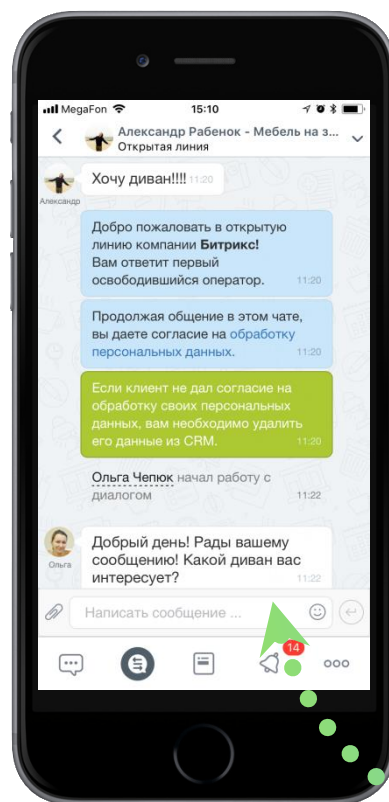 MegaFon
15:10
Александр Рабенок - Мебель на з...
Открытая линия
Хочу диван!!!! 11:20
Александр
Добро пожаловать в открытую
линию компании Битрикс!
Вам ответит первый
освободившийся оператор. 11:20
Продолжая общение в этом чате,
вы даете согласие на обработку
персональных данных. 11:20
Если клиент не дал согласие на
обработку своих персональных
данных, вам необходимо удалить
его данные из CRM. 11:20
Ольга Чепюк начал работу с
диалогом 11:22
Добрый день! Рады вашему
сообщению! Какой диван вас
интересует? 11:22
Ольга
Написать сообщение ...
14